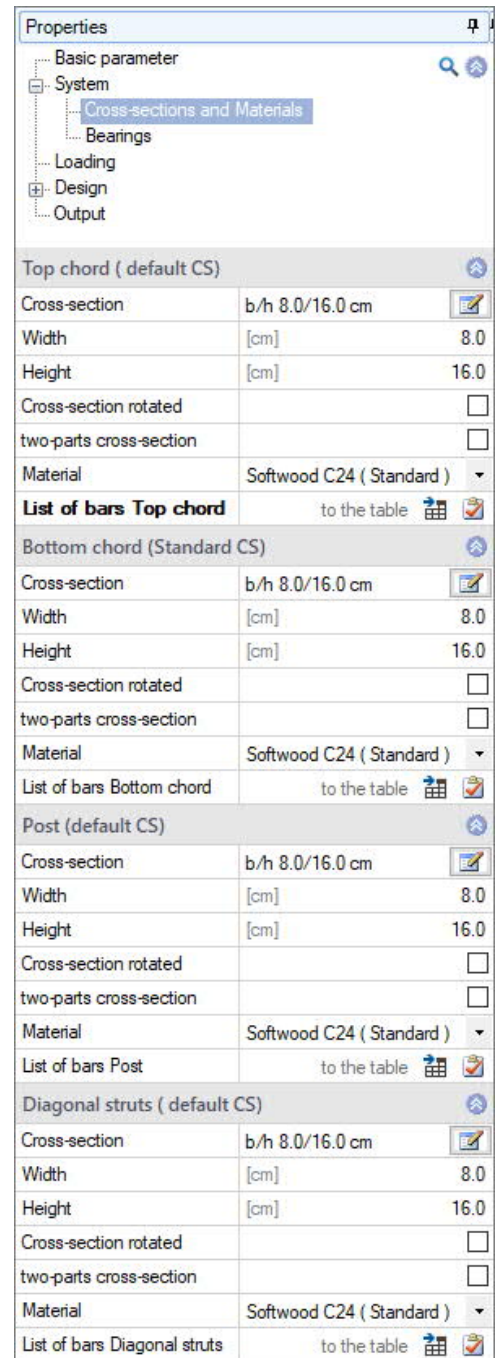 Properties
Basic parameter
System
Cross-sections and Materials
Bearings
Loading
Design
Output
Top chord ( default CS)
Cross-section b/h 8.0/16.0 cm
Width [cm] 8.0
Height [cm] 16.0
Cross-section rotated
two-parts cross-section
Material Softwood C24 ( Standard )
List of bars Top chord to the table
Bottom chord (Standard CS)
Cross-section b/h 8.0/16.0 cm
Width [cm] 8.0
Height [cm] 16.0
Cross-section rotated
two-parts cross-section
Material Softwood C24 ( Standard )
List of bars Bottom chord to the table
Post (default CS)
Cross-section b/h 8.0/16.0 cm
Width [cm] 8.0
Height [cm] 16.0
Cross-section rotated
two-parts cross-section
Material Softwood C24 ( Standard )
List of bars Post to the table
Diagonal struts ( default CS)
Cross-section b/h 8.0/16.0 cm
Width [cm] 8.0
Height [cm] 16.0
Cross-section rotated
two-parts cross-section
Material Softwood C24 ( Standard )
List of bars Diagonal struts to the table